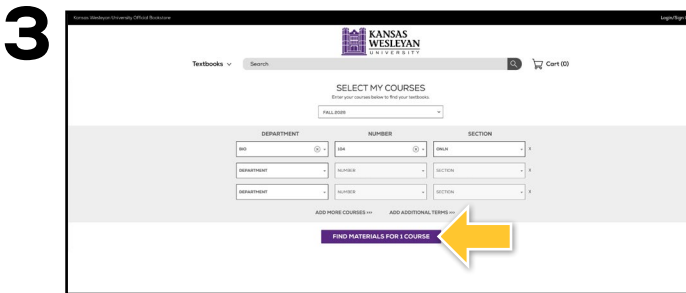 3
Kansas Wesleyan University Official Bookstore
Login/Sign
KANSAS
WESLEYAN
UNIVERSITY
Textbooks
Search
Cart (0)
SELECT MY COURSES
Enter your courses below to find your textbooks.
FALL 2020
DEPARTMENT NUMBER SECTION
BIO 104 ONLN X
DEPARTMENT NUMBER SECTION X
DEPARTMENT NUMBER SECTION X
ADD MORE COURSES >>> ADD ADDITIONAL TERMS >>>
FIND MATERIALS FOR 1 COURSE